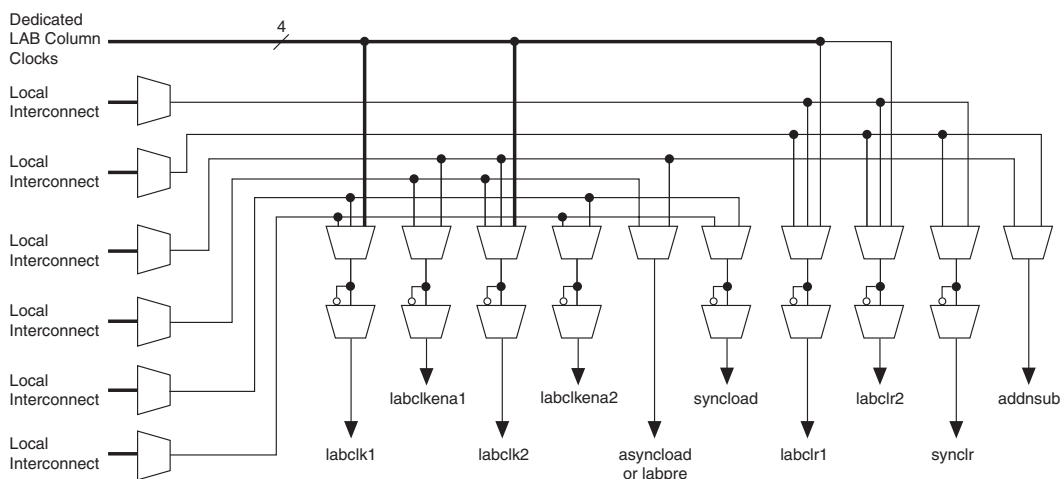 Dedicated
LAB Column
Clocks
4
Local
Interconnect
Local
Interconnect
Local
Interconnect
Local
Interconnect
Local
Interconnect
Local
Interconnect
labclkena1
labclkena2
syncload
labclr2
addnsub
labclk1
labclk2
asyncload
or labpre
labclr1
synclr